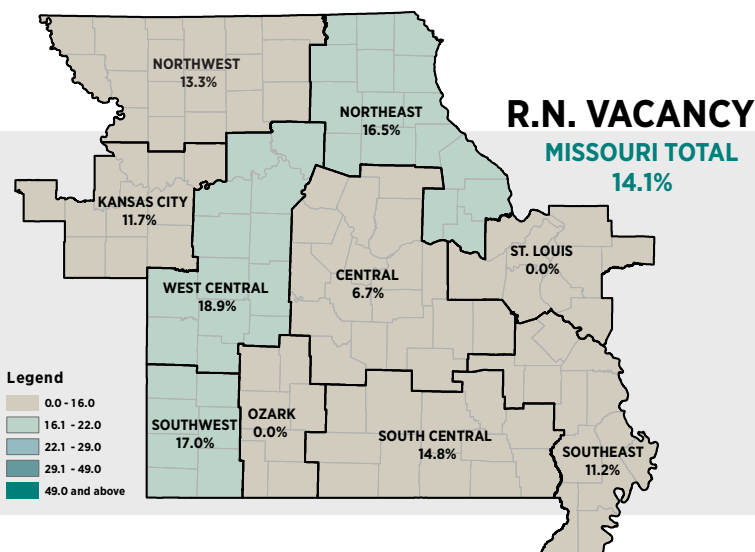 R.N. VACANCY
MISSOURI TOTAL
14.1%
NORTHWEST
13.3%
NORTHEAST
16.5%
KANSAS CITY
11.7%
ST. LOUIS
0.0%
WEST CENTRAL
18.9%
CENTRAL
6.7%
SOUTHWEST
17.0%
OZARK
0.0%
SOUTH CENTRAL
14.8%
SOUTHEAST
11.2%
Legend
0.0 - 16.0
16.1 - 22.0
22.1 - 29.0
29.1 - 49.0
49.0 and above